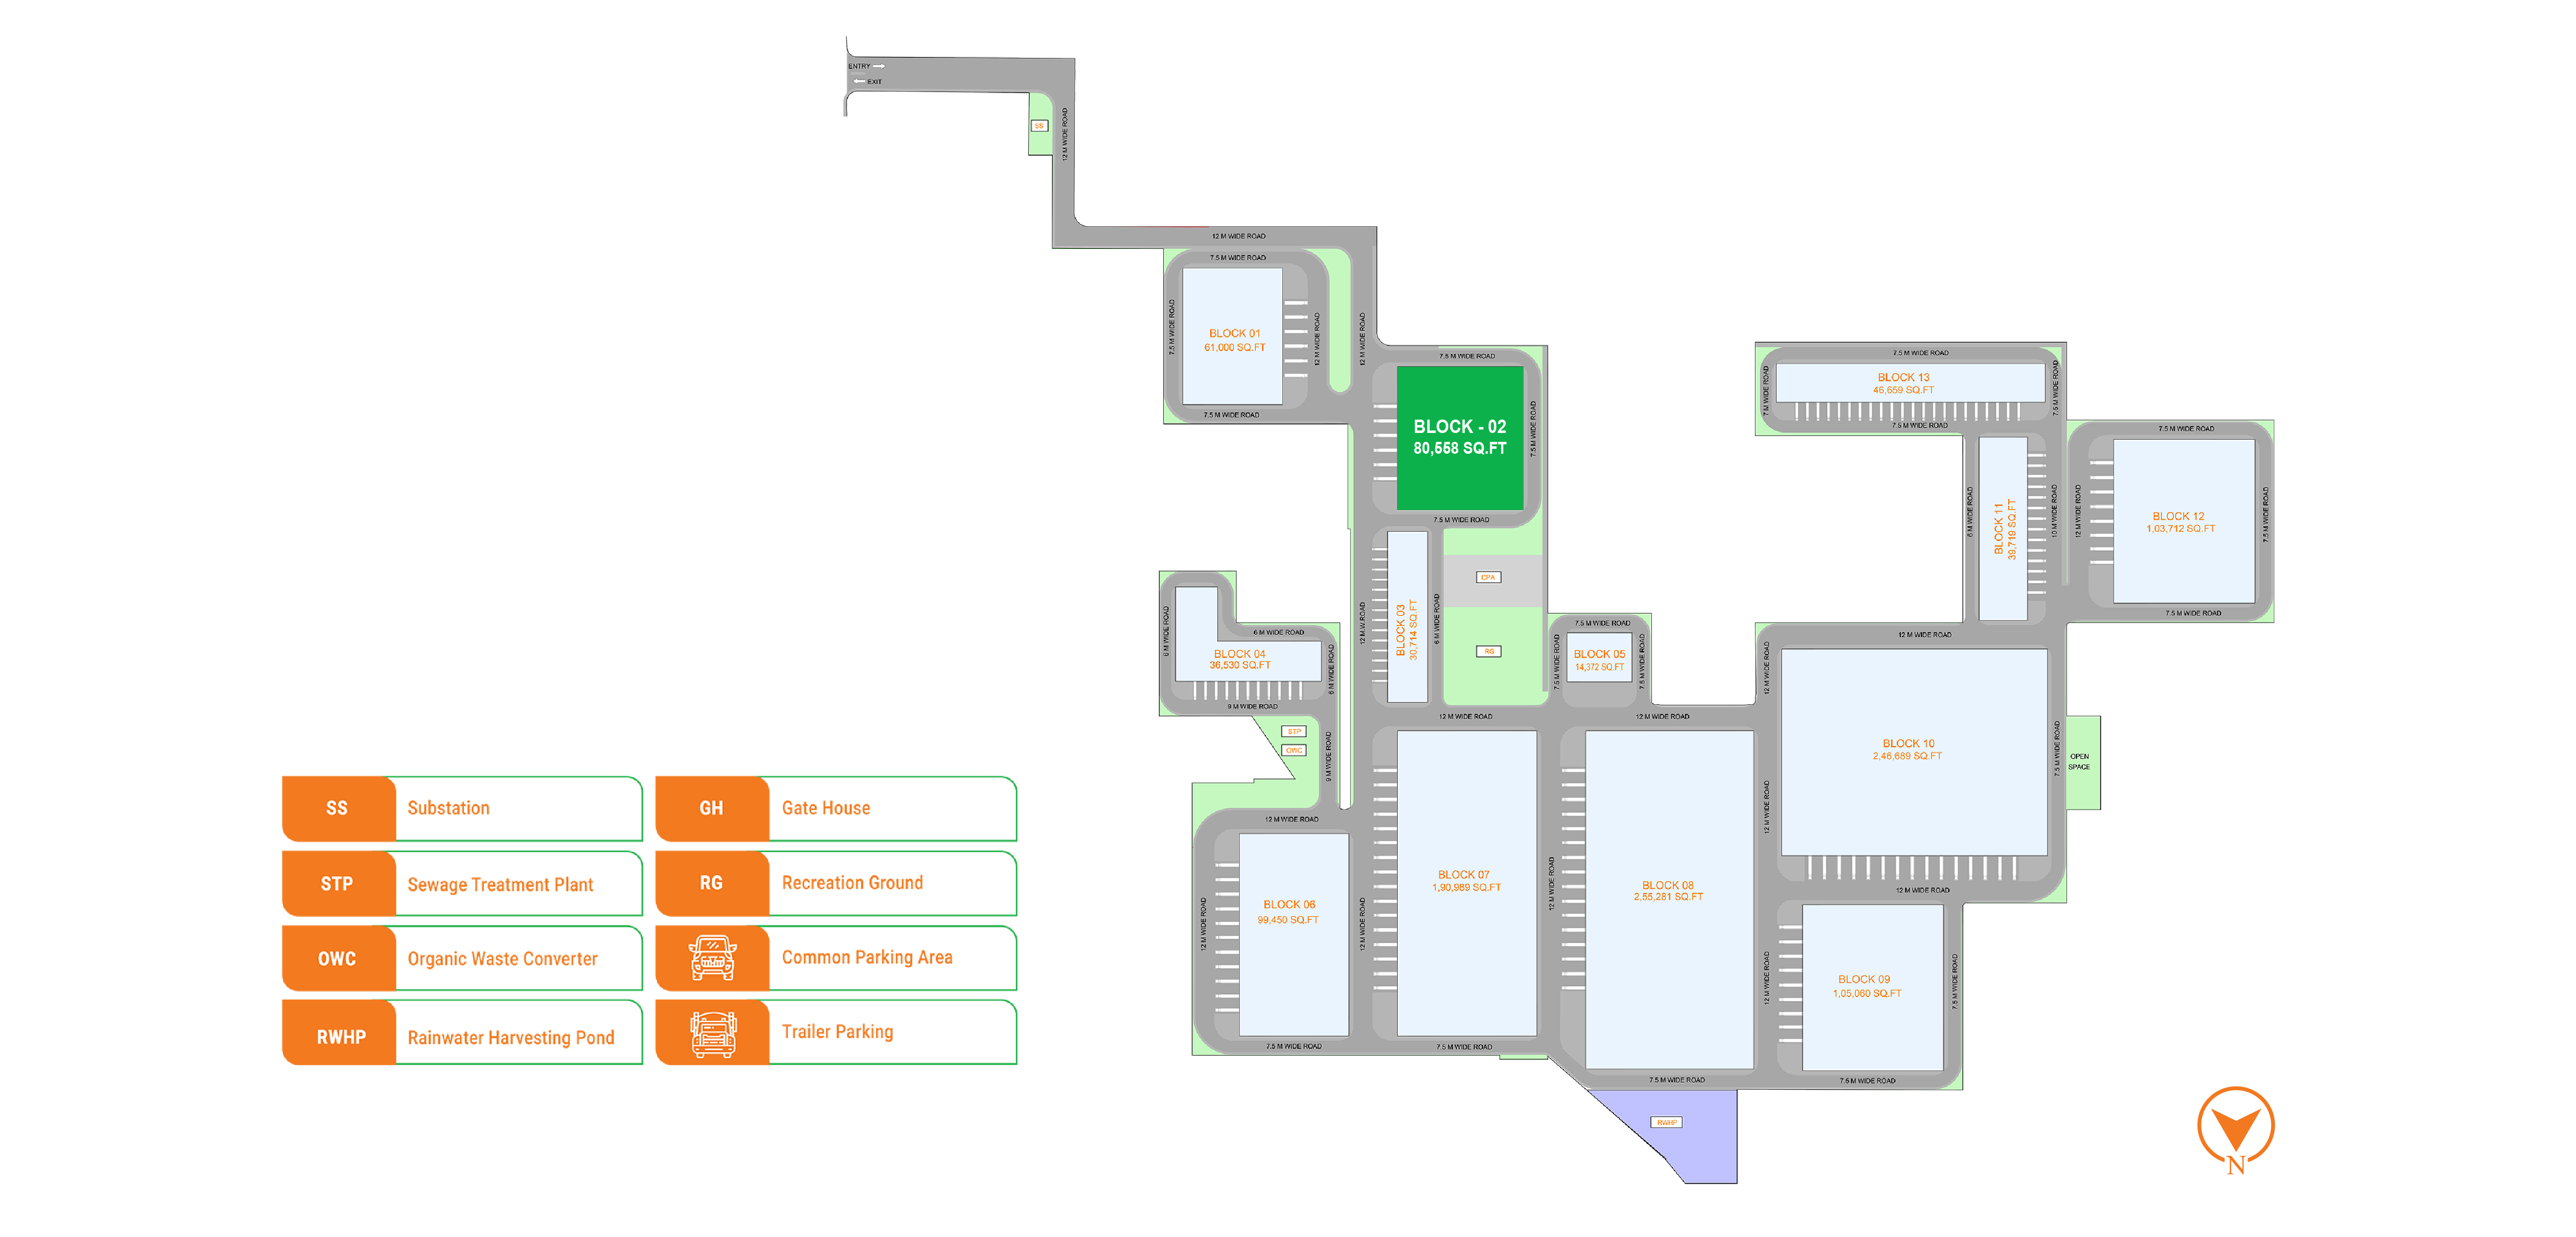 ENTRY
EXIT
SS
12 M WIDE ROAD
12 M WIDE ROAD
7.5 M WIDE ROAD
7.5 M WIDE ROAD
BLOCK 01
61,000 SQ.FT
12 M WIDE ROAD
12 M WIDE ROAD
7.5 M WIDE ROAD
7.5 M WIDE ROAD
BLOCK - 02
80,558 SQ.FT
7.5 M WIDE ROAD
7.5 M WIDE ROAD
12 M W.ROAD
BLOCK 03
30,714 SQ.FT
6 M WIDE ROAD
CPA
RG
6 M WIDE ROAD
6 M WIDE ROAD
BLOCK 04
36,530 SQ.FT
6 M WIDE ROAD
9 M WIDE ROAD
STP
OWC
9 M WIDE ROAD
7.5 M WIDE ROAD
7.5 M WIDE ROAD
BLOCK 05
14,372 SQ.FT
7.5 M WIDE ROAD
12 M WIDE ROAD
12 M WIDE ROAD
12 M WIDE ROAD
12 M WIDE ROAD
BLOCK 06
99,450 SQ.FT
7.5 M WIDE ROAD
12 M WIDE ROAD
BLOCK 07
1,90,989 SQ.FT
7.5 M WIDE ROAD
12 M WIDE ROAD
BLOCK 08
2,55,281 SQ.FT
7.5 M WIDE ROAD
RWHP
12 M WIDE ROAD
12 M WIDE ROAD
12 M WIDE ROAD
BLOCK 09
1,05,060 SQ.FT
7.5 M WIDE ROAD
7.5 M WIDE ROAD
12 M WIDE ROAD
BLOCK 10
2,46,689 SQ.FT
7.5 M WIDE ROAD
12 M WIDE ROAD
OPEN
SPACE
7.5 M WIDE ROAD
7 M WIDE ROAD
BLOCK 13
46,659 SQ.FT
7.5 M WIDE ROAD
7.5 M WIDE ROAD
6 M WIDE ROAD
BLOCK 11
39,719 SQ.FT
10 M WIDE ROAD
12 M WIDE ROAD
7.5 M WIDE ROAD
BLOCK 12
1,03,712 SQ.FT
7.5 M WIDE ROAD
7.5 M WIDE ROAD
SS
Substation
GH
Gate House
STP
Sewage Treatment Plant
RG
Recreation Ground
OWC
Organic Waste Converter
Common Parking Area
RWHP
Rainwater Harvesting Pond
Trailer Parking
N